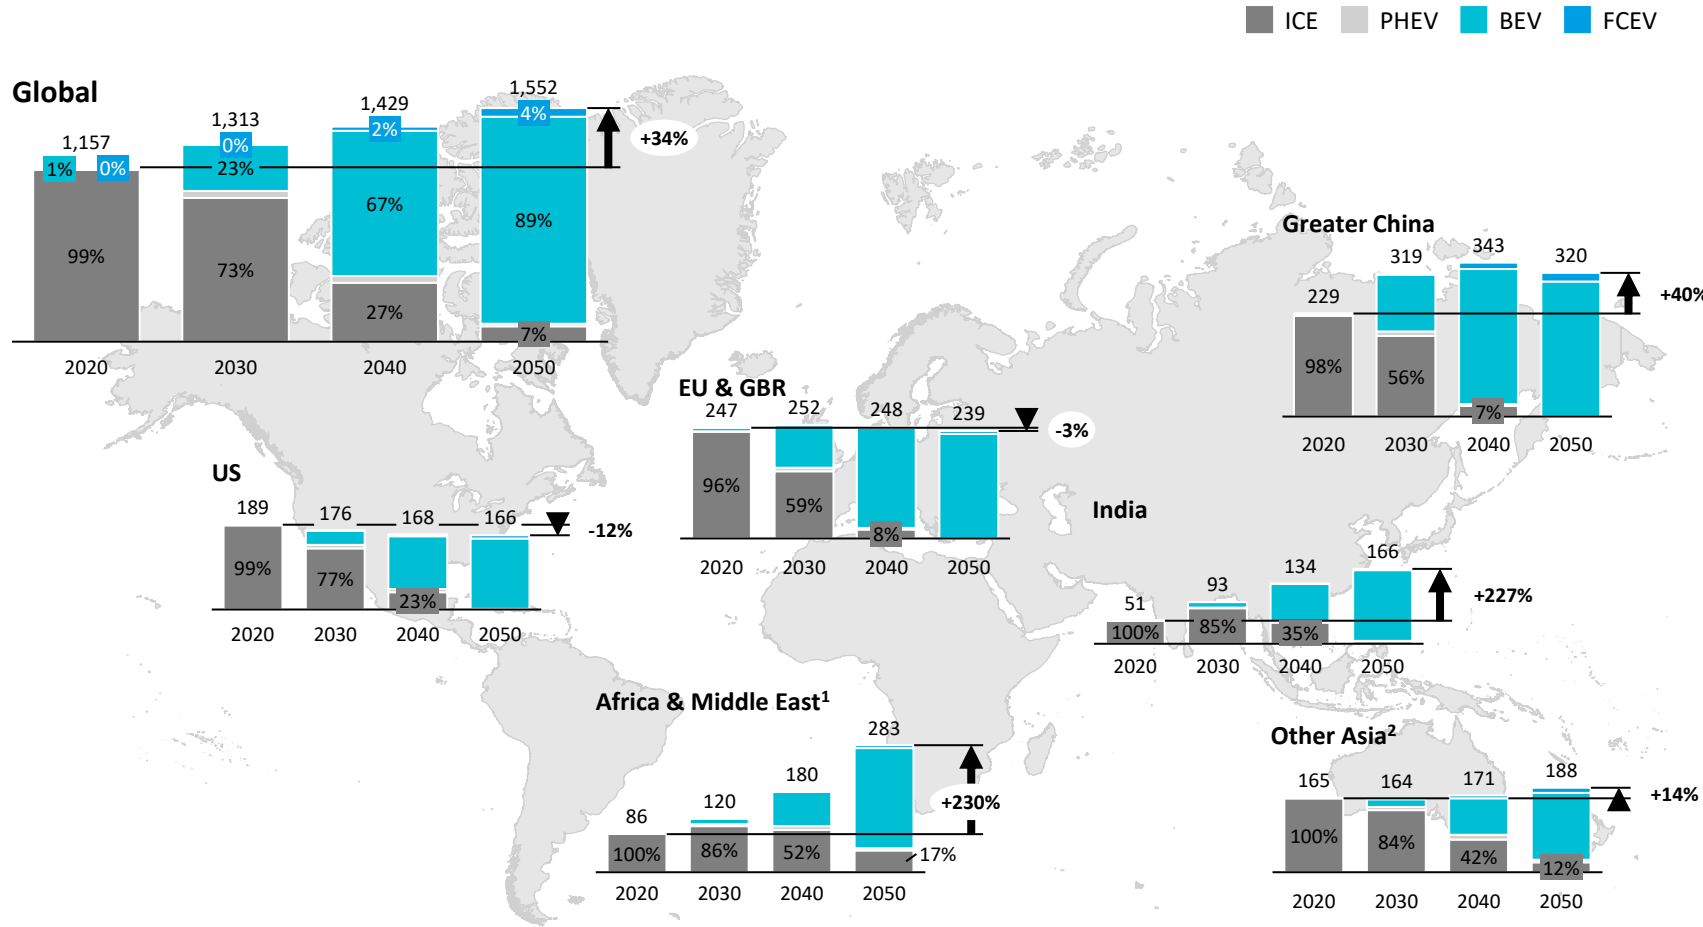 ICE PHEV BEV FCEV
Global
1,157 1,313 1,429 1,552
1% 0% 0% 2% 4%
23% 67% 89%
99% 73% 27% 7%
+34%
2020 2030 2040 2050
Greater China
229 319 343 320
98% 56% 7%
+40%
2020 2030 2040 2050
EU & GBR
247 252 248 239
96% 59% 8%
-3%
2020 2030 2040 2050
US
189 176 168 166
99% 77% 23%
-12%
2020 2030 2040 2050
India
51 93 134 166
100% 85% 35%
+227%
2020 2030 2040 2050
Africa & Middle East¹
86 120 180 283
100% 86% 52% 17%
+230%
2020 2030 2040 2050
Other Asia²
165 164 171 188
100% 84% 42% 12%
+14%
2020 2030 2040 2050